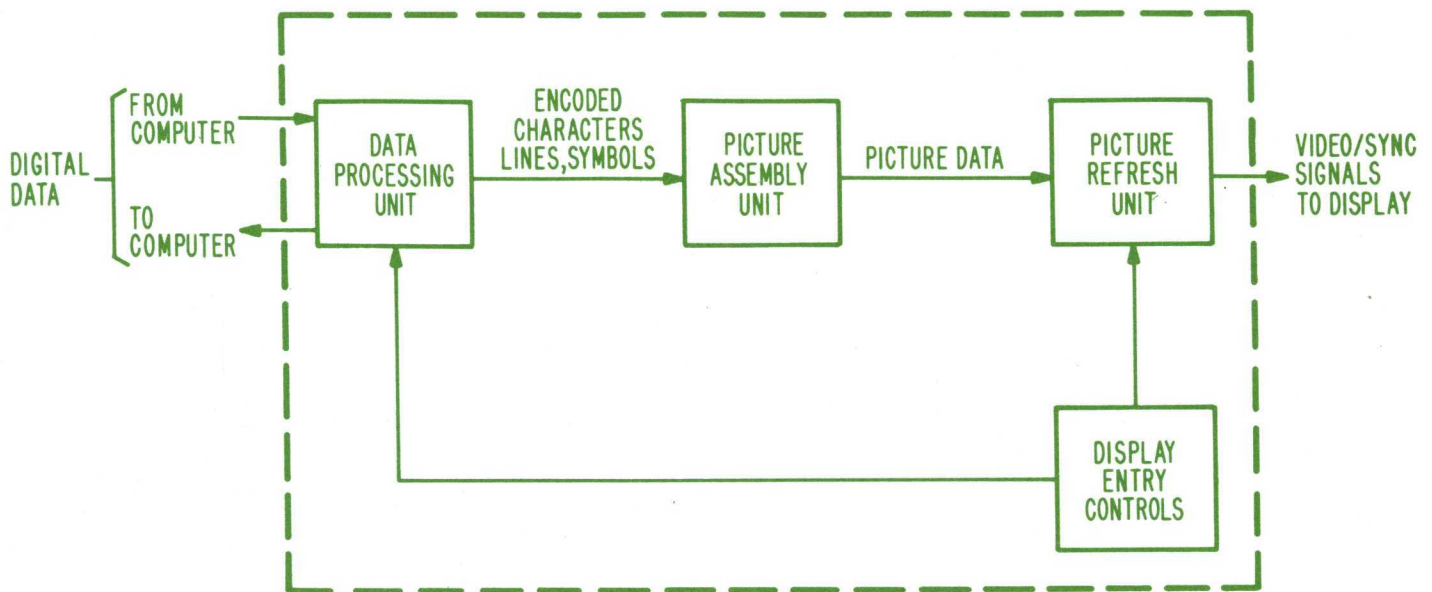 DIGITAL
DATA
FROM
COMPUTER
TO
COMPUTER
DATA
PROCESSING
UNIT
ENCODED
CHARACTERS
LINES,SYMBOLS
PICTURE
ASSEMBLY
UNIT
PICTURE DATA
PICTURE
REFRESH
UNIT
VIDEO/SYNC
SIGNALS
TO DISPLAY
DISPLAY
ENTRY
CONTROLS